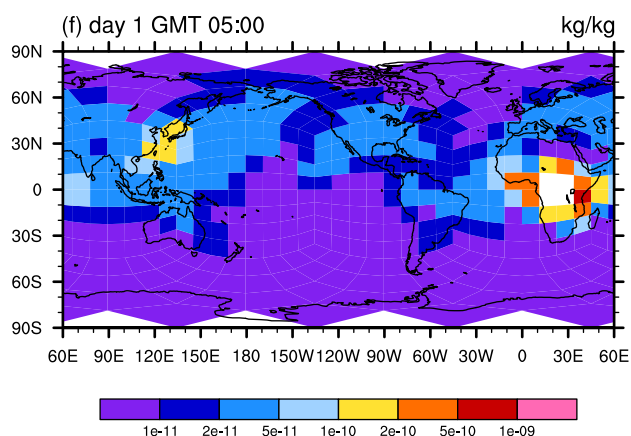 (f) day 1 GMT 05:00 kg/kg
90N
60N
30N
0
30S
60S
90S
60E 90E 120E 150E 180 150W 120W 90W 60W 30W 0 30E 60E
1e-11 2e-11 5e-11 1e-10 2e-10 5e-10 1e-09